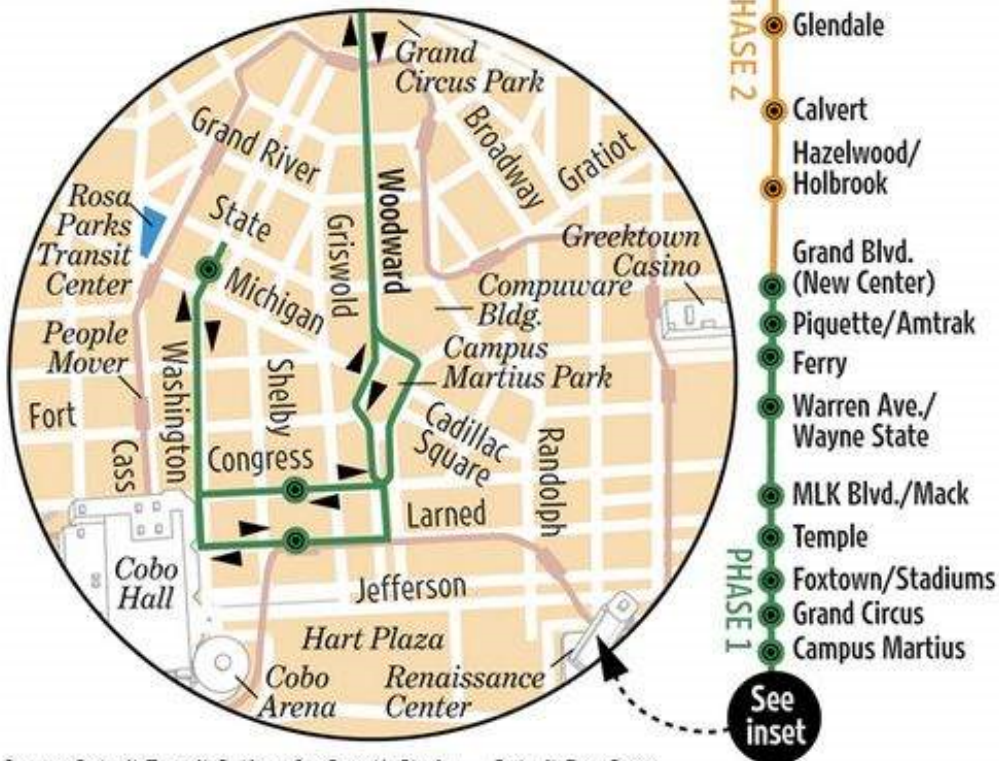 Grand
Circus Park
Grand River
Broadway
Gratiot
Rosa
Parks
Transit
Center
State
Griswold
Woodward
Greektown
Casino
Michigan
Compuware
Bldg.
People
Mover
Campus
Martius Park
Washington
Shelby
Fort
Cass
Cadillac
Square
Randolph
Congress
Larned
Cobo
Hall
Jefferson
Hart Plaza
Cobo
Arena
Renaissance
Center
PHASE 2
Glendale
Calvert
Hazelwood/
Holbrook
Grand Blvd.
(New Center)
Piquette/Amtrak
Ferry
Warren Ave./
Wayne State
MLK Blvd./Mack
Temple
PHASE 1
Foxtown/Stadiums
Grand Circus
Campus Martius
See
inset